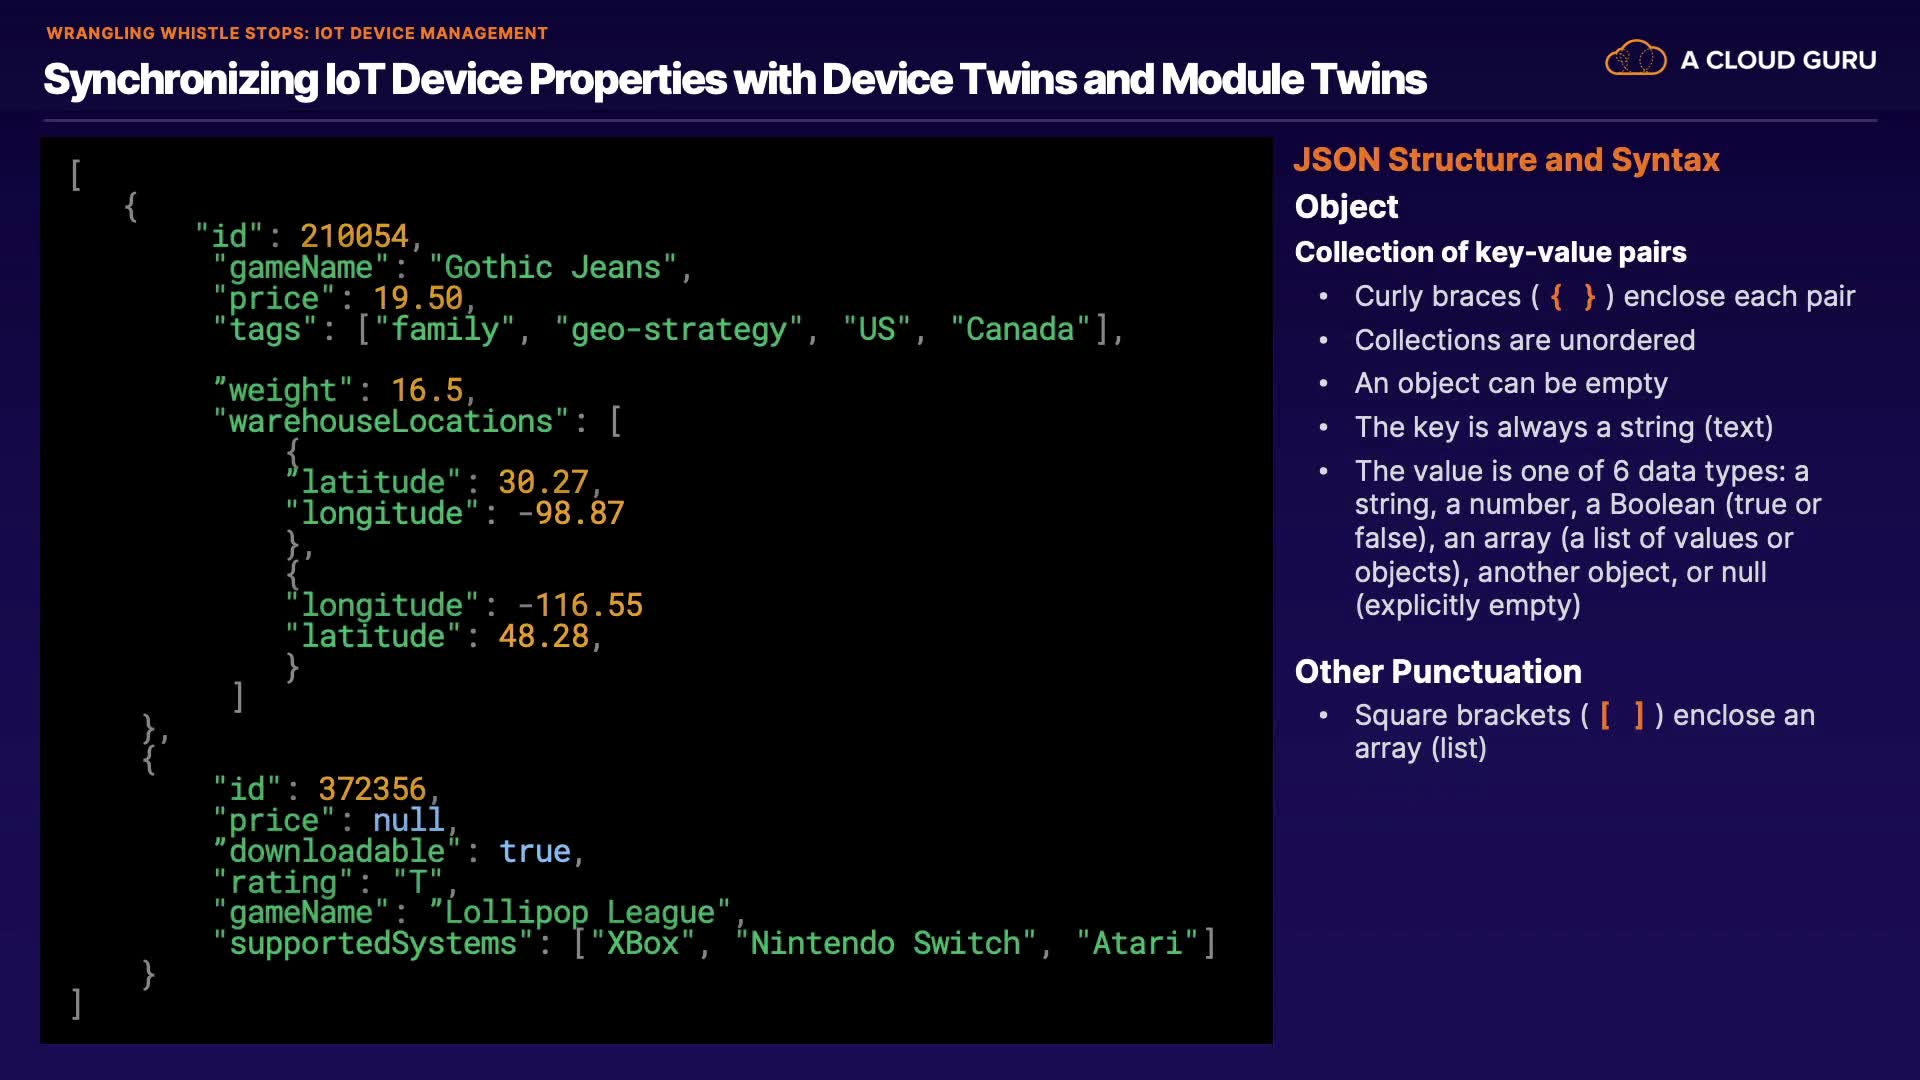 WRANGLING WHISTLE STOPS: IOT DEVICE MANAGEMENT
Synchronizing IoT Device Properties with Device Twins and Module Twins
A CLOUD GURU
[
{
"id": 210054,
"gameName": "Gothic Jeans",
"price": 19.50,
"tags": ["family", "geo-strategy", "US", "Canada"],
”weight": 16.5,
"warehouseLocations": [
{
”latitude": 30.27,
"longitude": -98.87
},
{
"longitude": -116.55
"latitude": 48.28,
}
]
},
{
"id": 372356,
"price": null,
”downloadable": true,
"rating": "T",
"gameName": ”Lollipop League",
"supportedSystems": ["XBox", "Nintendo Switch", "Atari"]
}
]
JSON Structure and Syntax
Object
Collection of key-value pairs
• Curly braces ( { } ) enclose each pair
• Collections are unordered
• An object can be empty
• The key is always a string (text)
• The value is one of 6 data types: a
string, a number, a Boolean (true or
false), an array (a list of values or
objects), another object, or null
(explicitly empty)
Other Punctuation
• Square brackets ( [ ] ) enclose an
array (list)